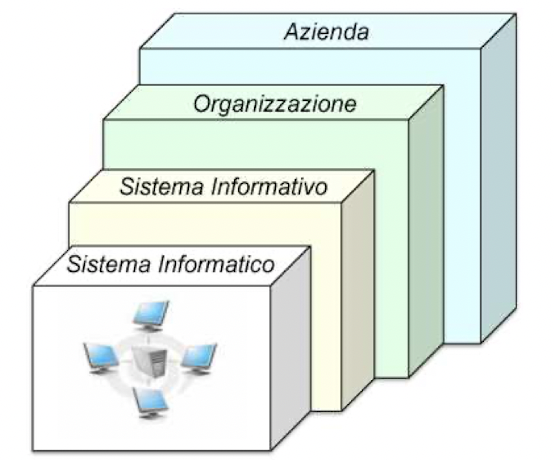 Azienda
Organizzazione
Sistema Informativo
Sistema Informatico